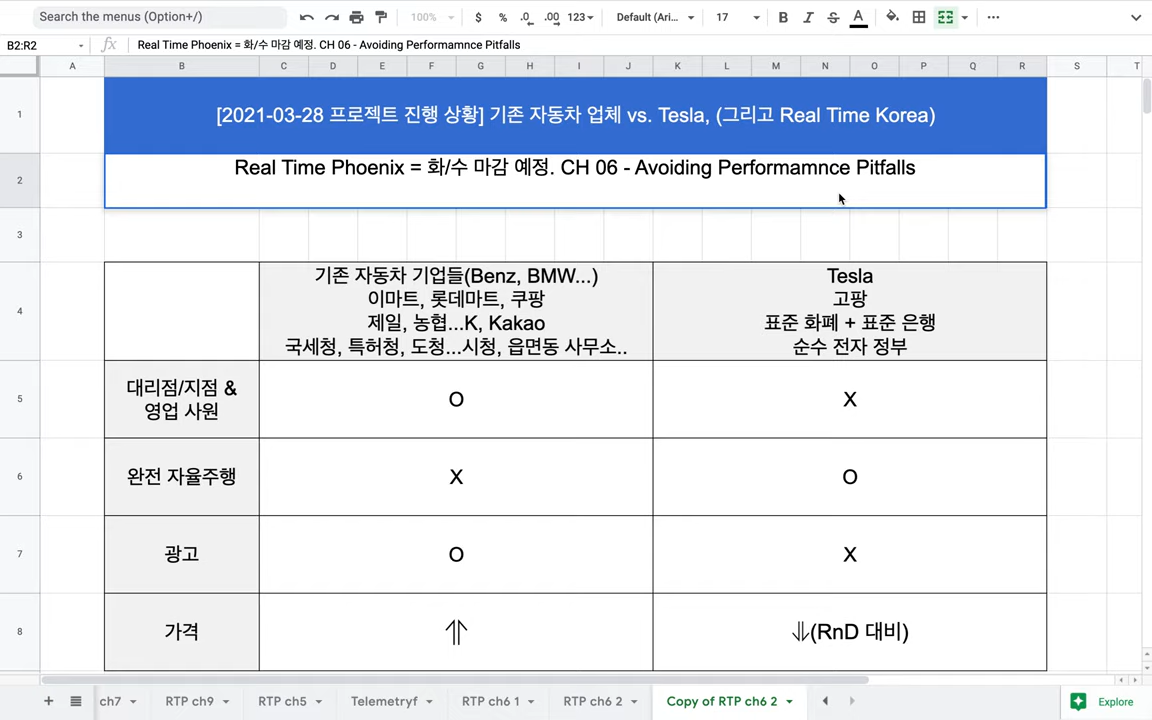 Search the menus (Option+/)
100%
$ % .0 .00 123
Default (Ari...
17
B I S A
B2:R2
fx
Real Time Phoenix = 화/수 마감 예정. CH 06 - Avoiding Performamnce Pitfalls
A B C D E F G H I J K L M N O P Q R S T
1
[2021-03-28 프로젝트 진행 상황] 기존 자동차 업체 vs. Tesla, (그리고 Real Time Korea)
2
Real Time Phoenix = 화/수 마감 예정. CH 06 - Avoiding Performamnce Pitfalls
3
4
기존 자동차 기업들(Benz, BMW...)
이마트, 롯데마트, 쿠팡
제일, 농협...K, Kakao
국세청, 특허청, 도청...시청, 읍면동 사무소..
Tesla
고팡
표준 화폐 + 표준 은행
순수 전자 정부
5
대리점/지점 &
영업 사원
O
X
6
완전 자율주행
X
O
7
광고
O
X
8
가격
⇑
⇓(RnD 대비)
ch7
RTP ch9
RTP ch5
Telemetryf
RTP ch6 1
RTP ch6 2
Copy of RTP ch6 2
Explore